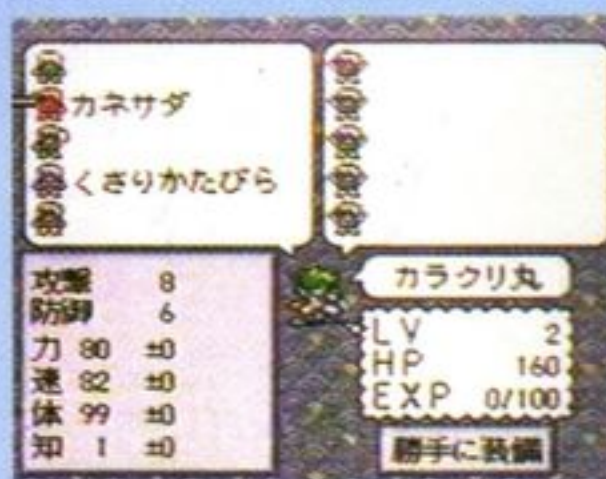 カネサダ
くさりかたびら
攻撃 8
防御 6
力 80 ±0
速 82 ±0
体 99 ±0
知 1 ±0
カラクリ丸
LV 2
HP 160
EXP 0/100
勝手に装備